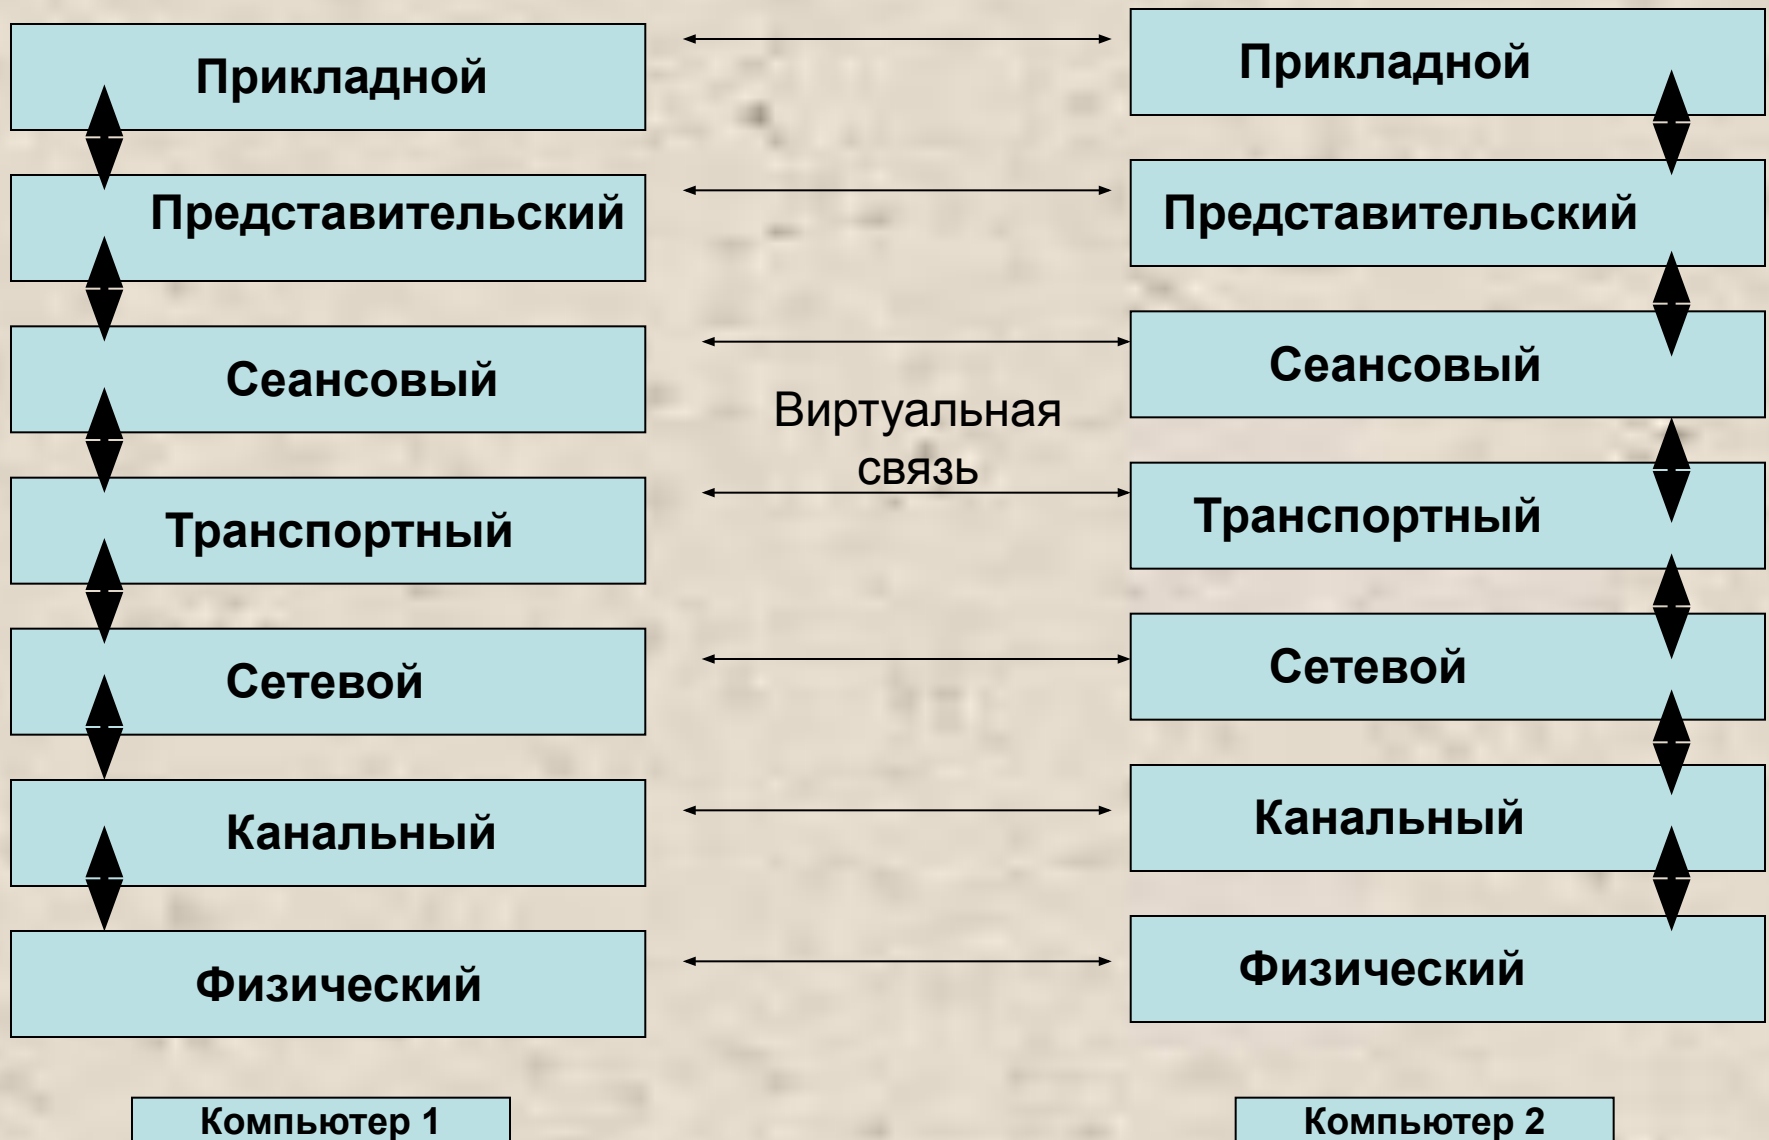 Прикладной
Прикладной
Представительский
Представительский
Сеансовый
Сеансовый
Виртуальная
связь
Транспортный
Транспортный
Сетевой
Сетевой
Канальный
Канальный
Физический
Физический
Компьютер 1
Компьютер 2